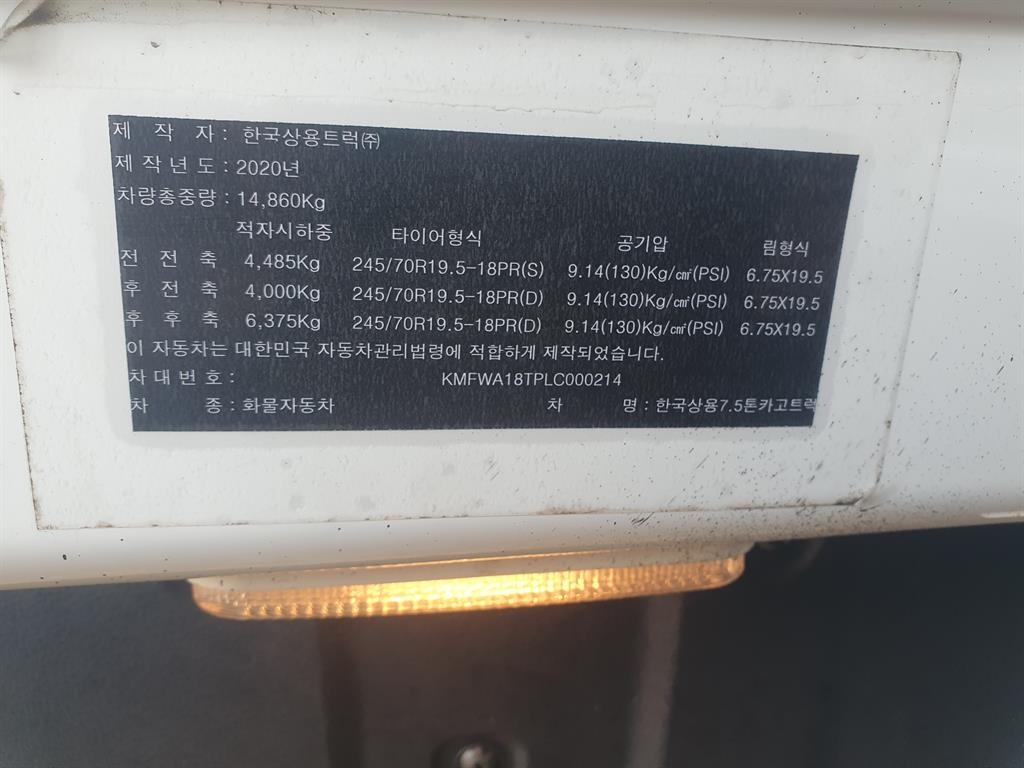 제 작 자 : 한국상용트럭㈜
제 작 년 도 : 2020년
차량총중량 : 14,860Kg
적차시하중 타이어형식 공기압 림형식
전 전 축 4,485Kg 245/70R19.5-18PR(S) 9.14(130)Kg/㎠(PSI) 6.75X19.5
후 전 축 4,000Kg 245/70R19.5-18PR(D) 9.14(130)Kg/㎠(PSI) 6.75X19.5
후 후 축 6,375Kg 245/70R19.5-18PR(D) 9.14(130)Kg/㎠(PSI) 6.75X19.5
이 자동차는 대한민국 자동차관리법령에 적합하게 제작되었습니다.
차 대 번 호 : KMFWA18TPLC000214
차 종 : 화물자동차 차 명 : 한국상용7.5톤카고트럭